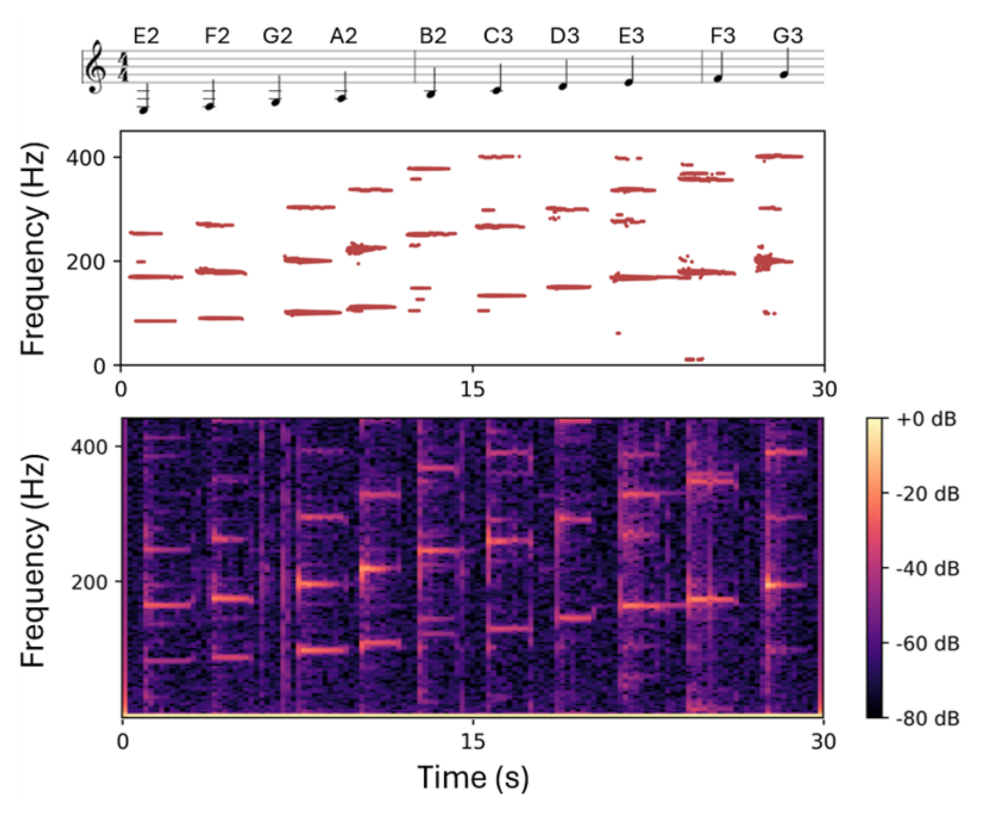 E2 F2 G2 A2 B2 C3 D3 E3 F3 G3
4
4
Frequency (Hz)
400
200
0
0 15 30
Frequency (Hz)
400
200
0 15 30
Time (s)
+0 dB
-20 dB
-40 dB
-60 dB
-80 dB